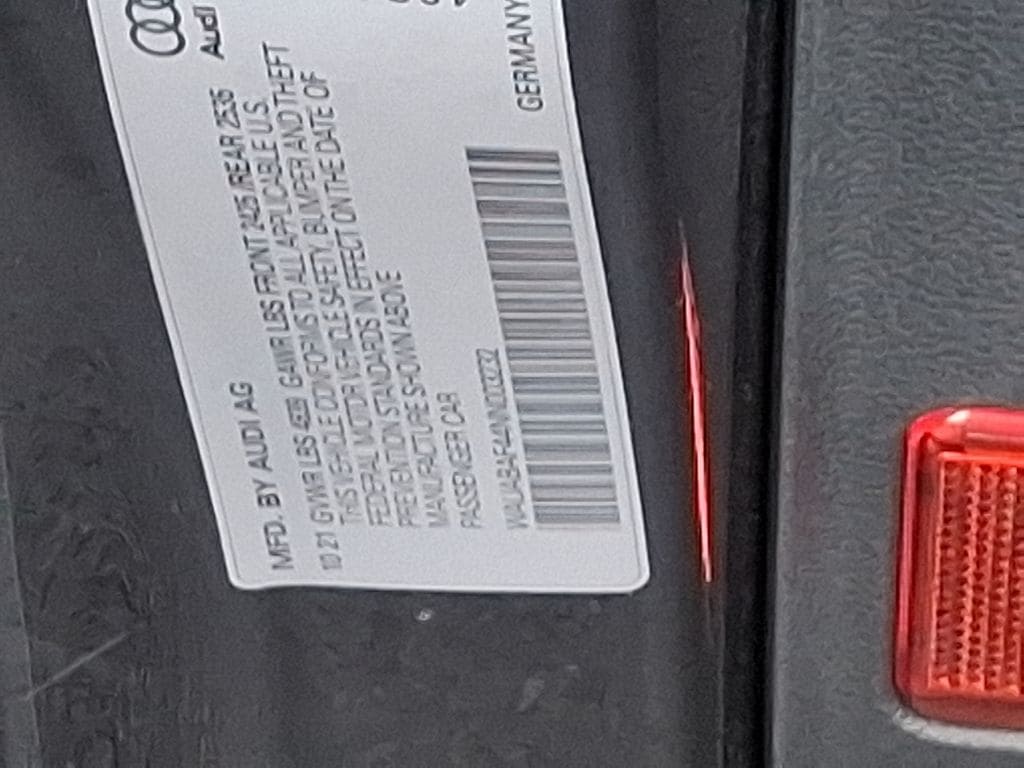 Audi
MFD. BY AUDI AG
10 21 GVWR LBS GAWR LBS FRONT 2425 /REAR 2535
THIS VEHICLE CONFORMS TO ALL APPLICABLE U.S.
FEDERAL MOTOR VEHICLE SAFETY, BUMPER AND THEFT
PREVENTION STANDARDS IN EFFECT ON THE DATE OF
MANUFACTURE SHOWN ABOVE
PASSENGER CAR
GERMANY